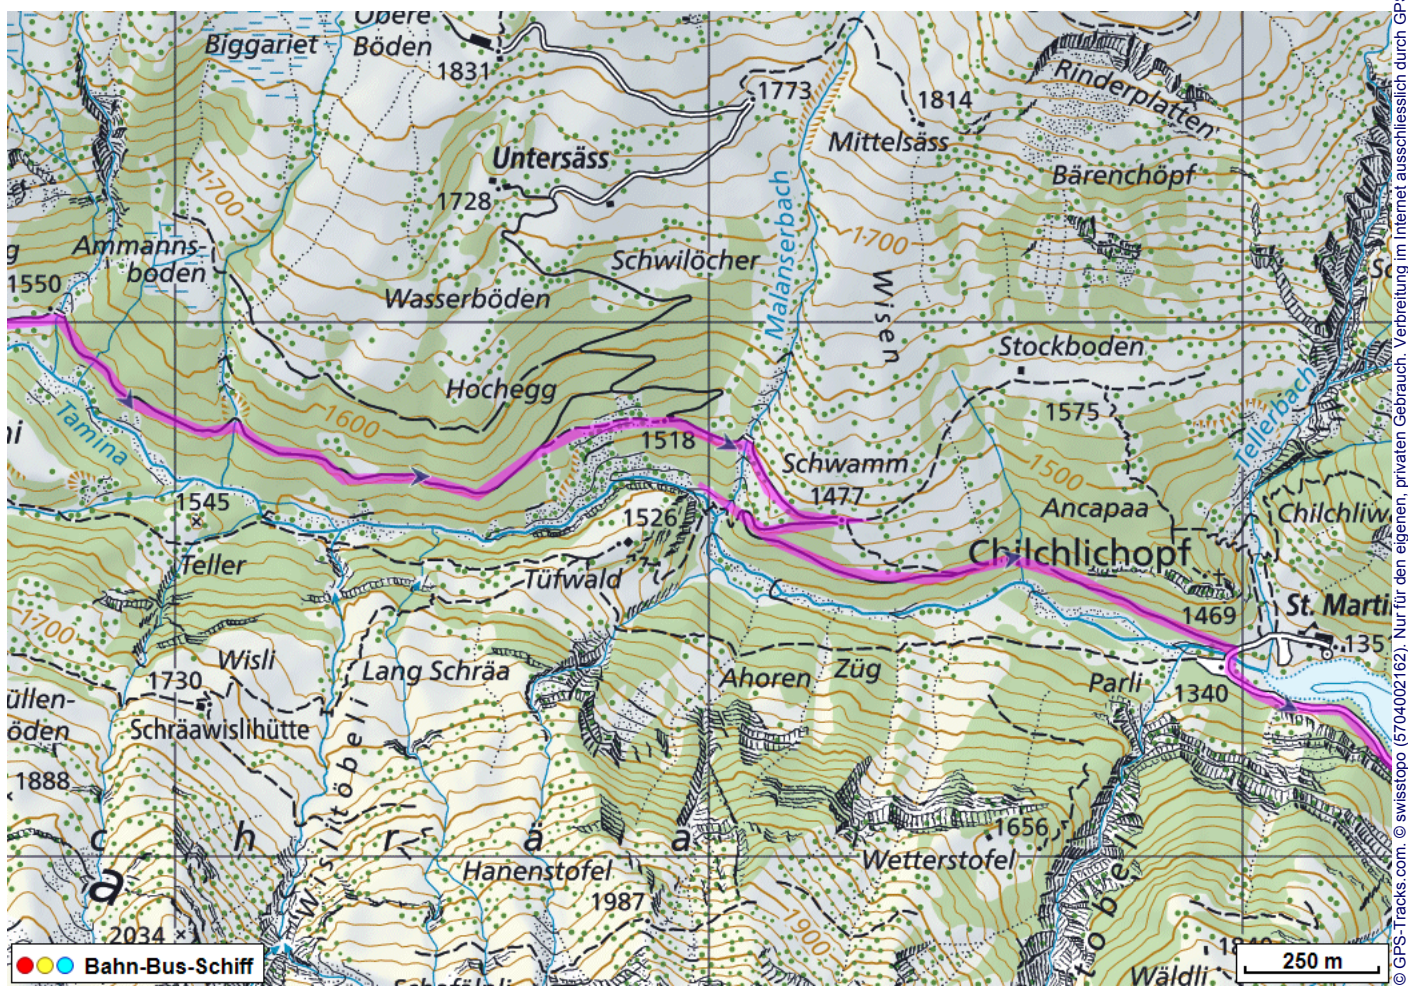 Obere
Biggariet
Böden
1831
1773
1814
Rinderplatten
Mittelsäss
Untersäss
Bärenchöpf
1700
1728
Malanserbach
1700
Ammanns-
boden
Schwilöcher
Wisen
g
1550
Wasserböden
Stockboden
Hochegg
1575
Tellerbach
Tamina
1600
1518
Schwamm
1500
1477
1545
1526
Ancapaa
Chilchliw
Chilchlichopf
Teller
Tüfwald
1469
St. Marti
135
1700
Wisli
Lang Schräa
Ahoren
Züg
Parli
1730
1340
üllen-
öden
Schräawislihütte
1888
Wislitobel
c h r ä a
a
1656
Wetterstofel
Hanenstofel
1987
1900
tobel
2034
1840
Wäldli
Bahn-Bus-Schiff
250 m
© GPS-Tracks.com. © swisstopo (5704002162). Nur für den eigenen, privaten Gebrauch. Verbreitung im Internet ausschliesslich durch GPS